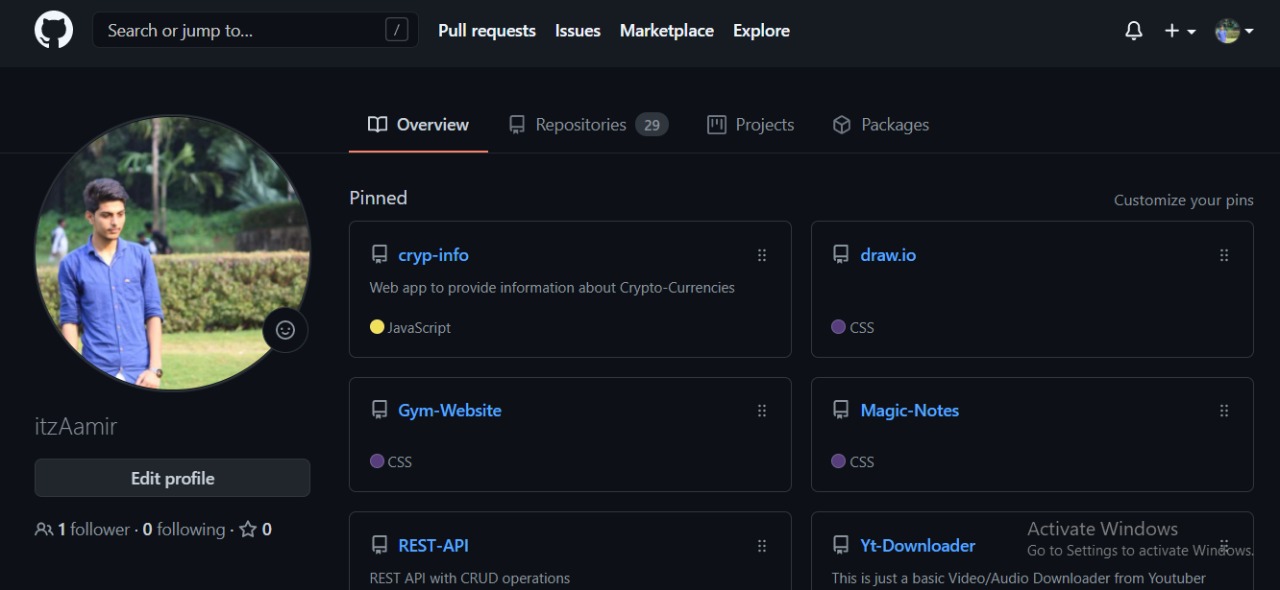 Search or jump to... /
Pull requests Issues Marketplace Explore
Overview Repositories 29 Projects Packages
Pinned
Customize your pins
cryp-info
Web app to provide information about Crypto-Currencies
JavaScript
draw.io
CSS
Gym-Website
CSS
Magic-Notes
CSS
REST-API
REST API with CRUD operations
Yt-Downloader
This is just a basic Video/Audio Downloader from Youtuber
itzAamir
Edit profile
1 follower · 0 following · 0
Activate Windows
Go to Settings to activate Windows.